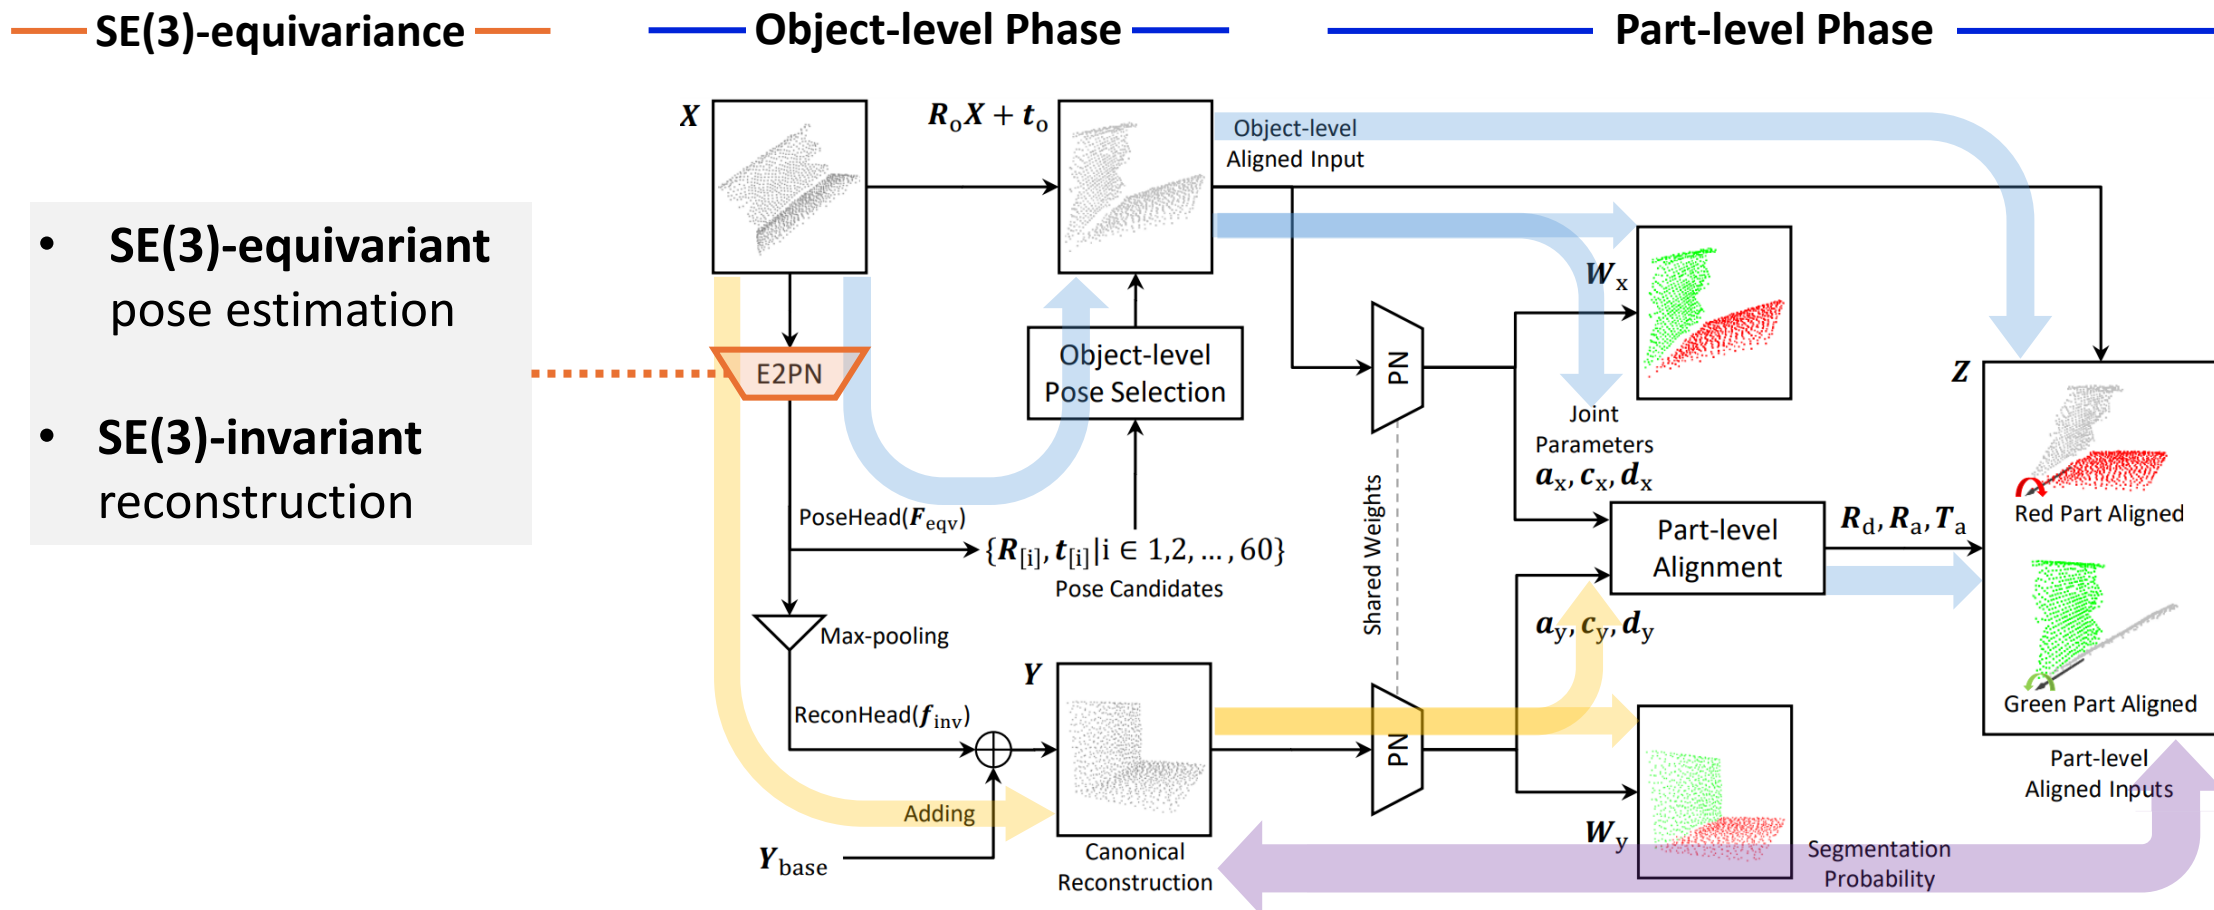 SE(3)-equivariance
Object-level Phase
Part-level Phase
• SE(3)-equivariant
pose estimation
• SE(3)-invariant
reconstruction
X
RₒX + tₒ
Object-level
Aligned Input
E2PN
Object-level
Pose Selection
PoseHead(F_eqv)
{R_[i], t_[i]|i ∈ 1,2, … , 60}
Pose Candidates
Max-pooling
ReconHead(f_inv)
Adding
Y_base
Y
Canonical
Reconstruction
PN
Shared Weights
PN
W_x
Joint
Parameters
a_x, c_x, d_x
Part-level
Alignment
a_y, c_y, d_y
W_y
Segmentation
Probability
R_d, R_a, T_a
Z
Red Part Aligned
Green Part Aligned
Part-level
Aligned Inputs